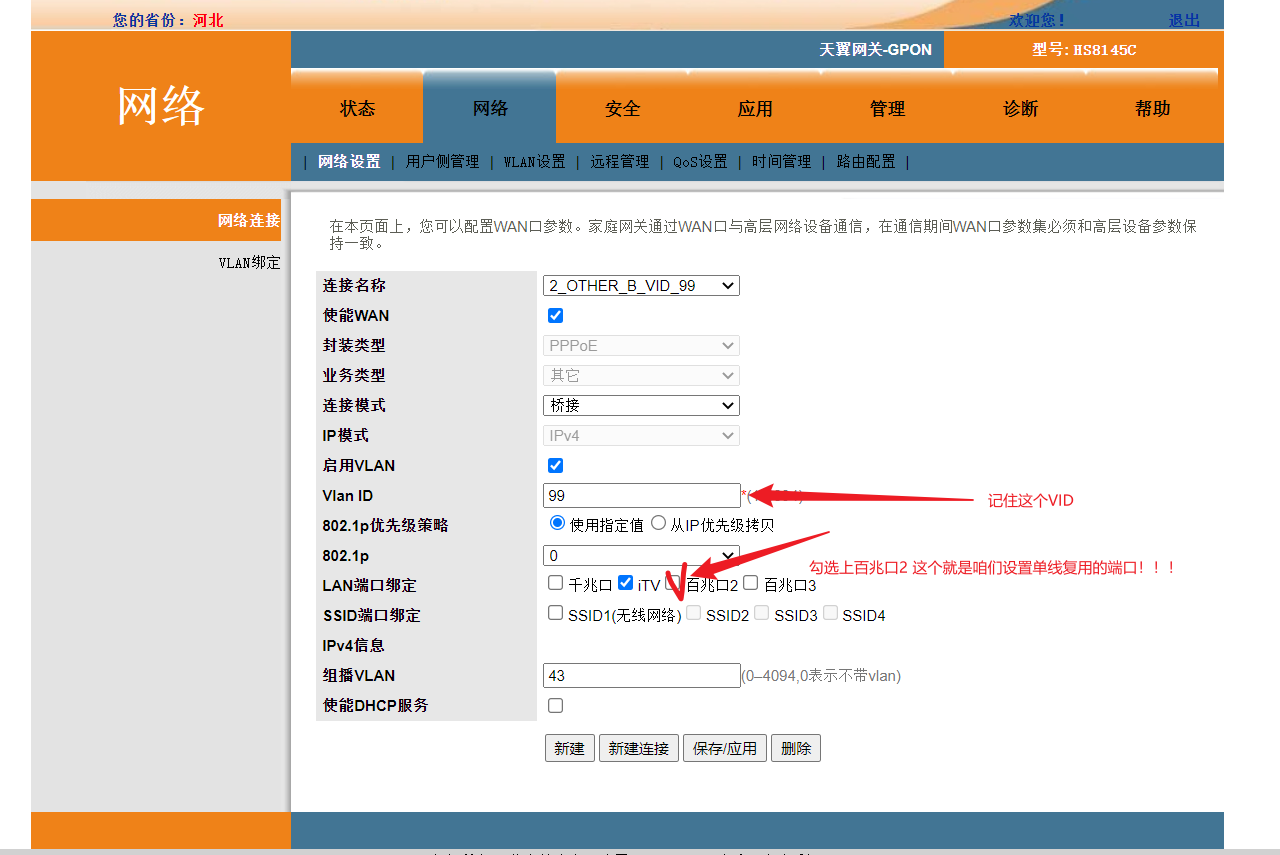 您的省份：河北 欢迎您！ 退出
天翼网关-GPON 型号: HS8145C
网络 状态 网络 安全 应用 管理 诊断 帮助
| 网络设置 | 用户侧管理 | WLAN设置 | 远程管理 | QoS设置 | 时间管理 | 路由配置 |
网络连接
VLAN绑定
在本页面上，您可以配置WAN口参数。家庭网关通过WAN口与高层网络设备通信，在通信期间WAN口参数集必须和高层设备参数保
持一致。
连接名称 2_OTHER_B_VID_99
使能WAN
封装类型 PPPoE
业务类型 其它
连接模式 桥接
IP模式 IPv4
启用VLAN
Vlan ID 99 * 记住这个VID
802.1p优先级策略 使用指定值 从IP优先级拷贝
802.1p 0
勾选上百兆口2 这个就是咱们设置单线复用的端口！！！
LAN端口绑定 千兆口 iTV 百兆口2 百兆口3
SSID端口绑定 SSID1(无线网络) SSID2 SSID3 SSID4
IPv4信息
组播VLAN 43 (0–4094,0表示不带vlan)
使能DHCP服务
新建 新建连接 保存/应用 删除